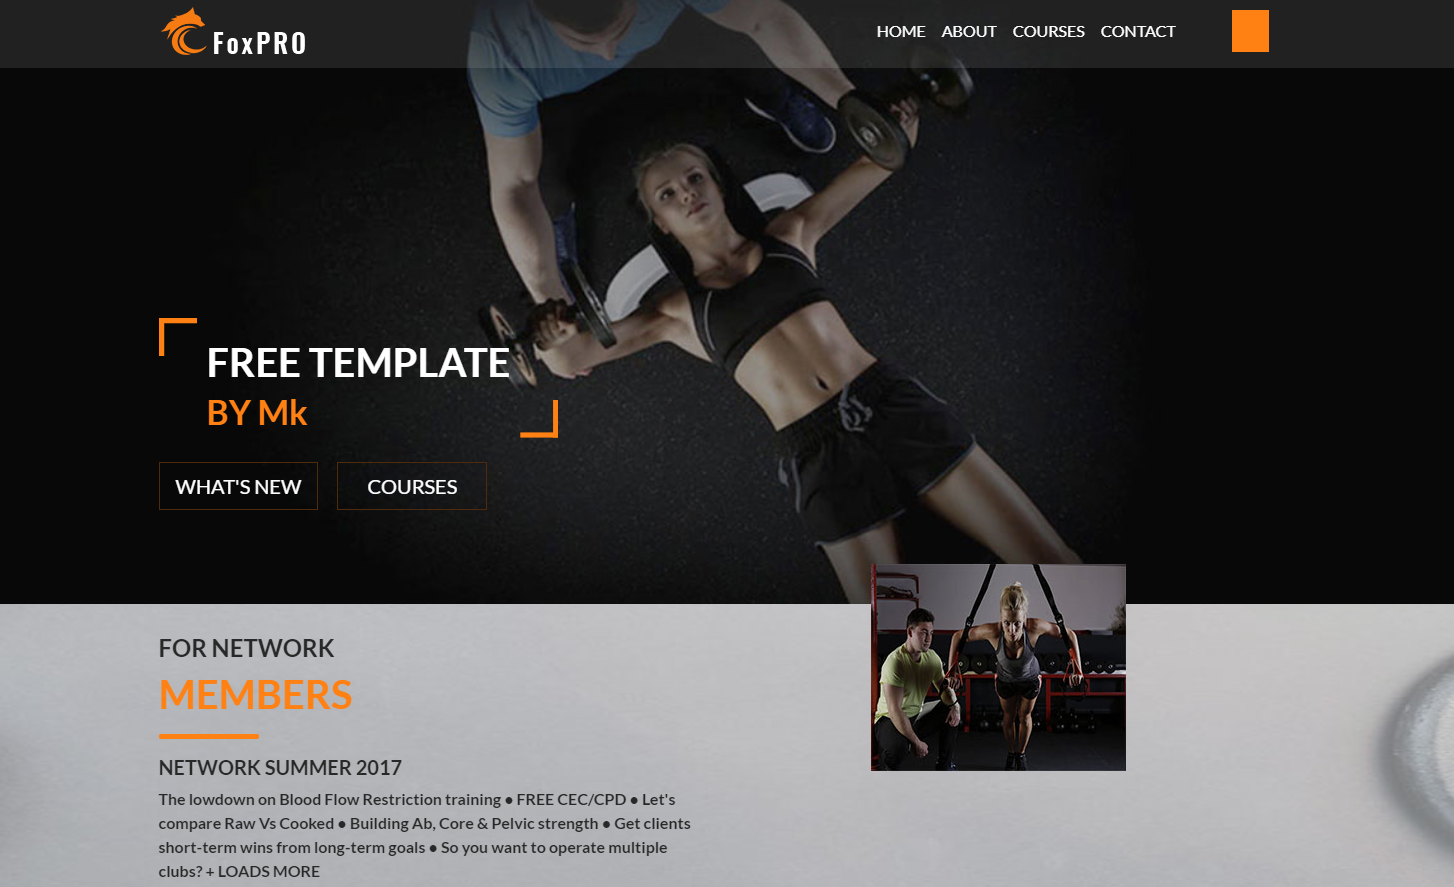 FoxPRO
HOME ABOUT COURSES CONTACT
FREE TEMPLATE
BY Mk
WHAT'S NEW COURSES
FOR NETWORK
MEMBERS
NETWORK SUMMER 2017
The lowdown on Blood Flow Restriction training ● FREE CEC/CPD ● Let's
compare Raw Vs Cooked ● Building Ab, Core & Pelvic strength ● Get clients
short-term wins from long-term goals ● So you want to operate multiple
clubs? + LOADS MORE